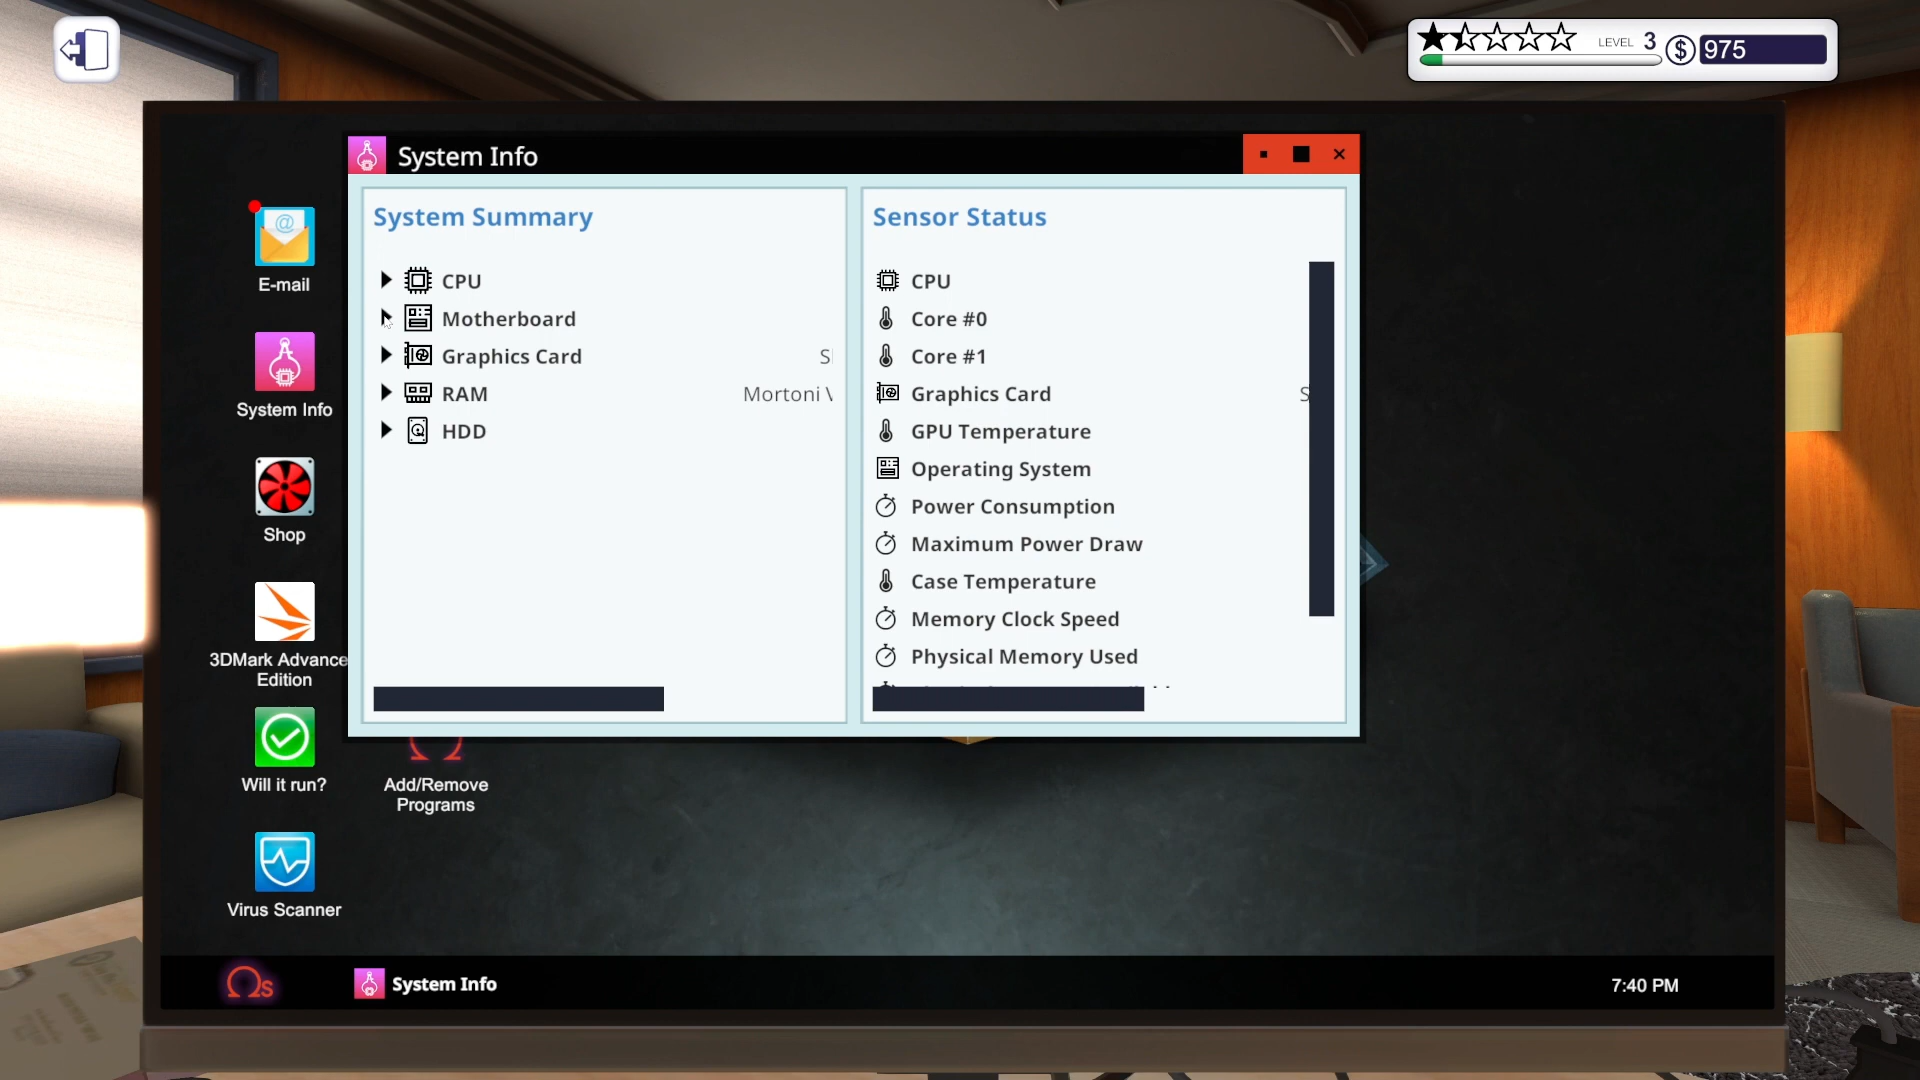 LEVEL 3 $ 975
System Info
System Summary
CPU
Motherboard
Graphics Card
RAM Mortoni
HDD
Sensor Status
CPU
Core #0
Core #1
Graphics Card
GPU Temperature
Operating System
Power Consumption
Maximum Power Draw
Case Temperature
Memory Clock Speed
Physical Memory Used
@
E-mail
System Info
Shop
3DMark Advance
Edition
Will it run?
Add/Remove
Programs
Virus Scanner
Ωs
System Info
7:40 PM